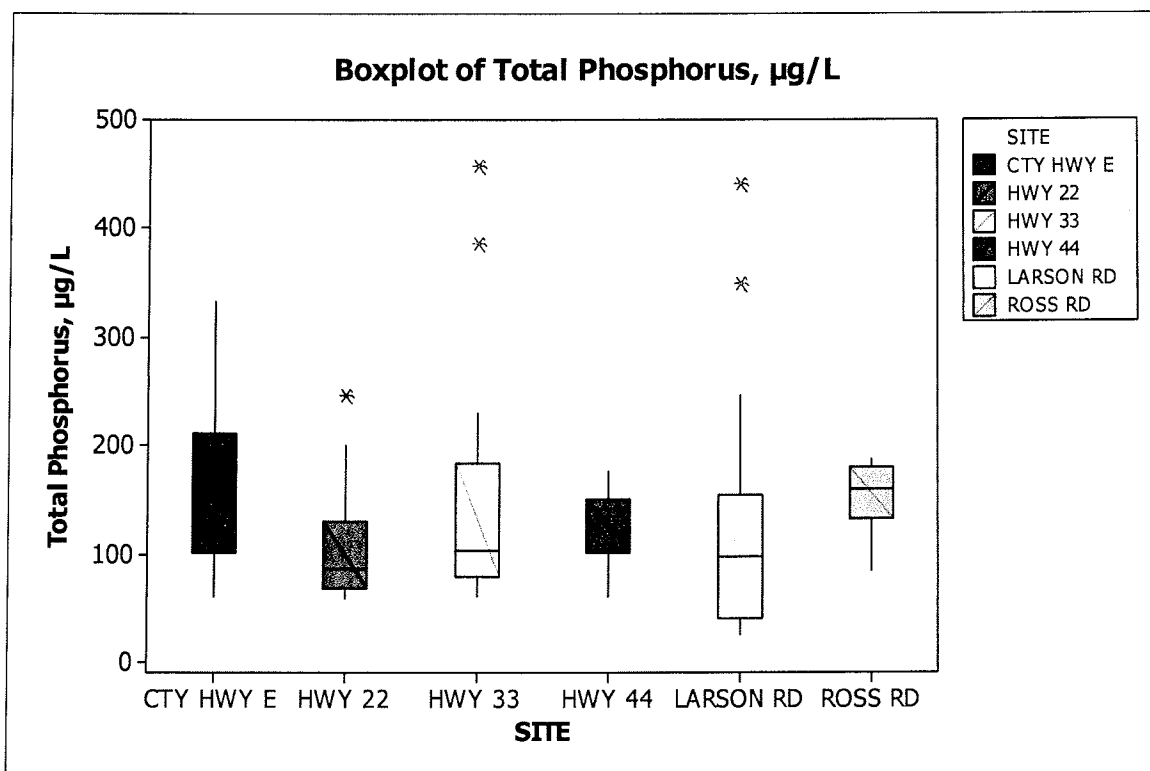 Boxplot of Total Phosphorus, µg/L
Total Phosphorus, µg/L
500
400
300
200
100
0
CTY HWY E HWY 22 HWY 33 HWY 44 LARSON RD ROSS RD
SITE
SITE
CTY HWY E
HWY 22
HWY 33
HWY 44
LARSON RD
ROSS RD